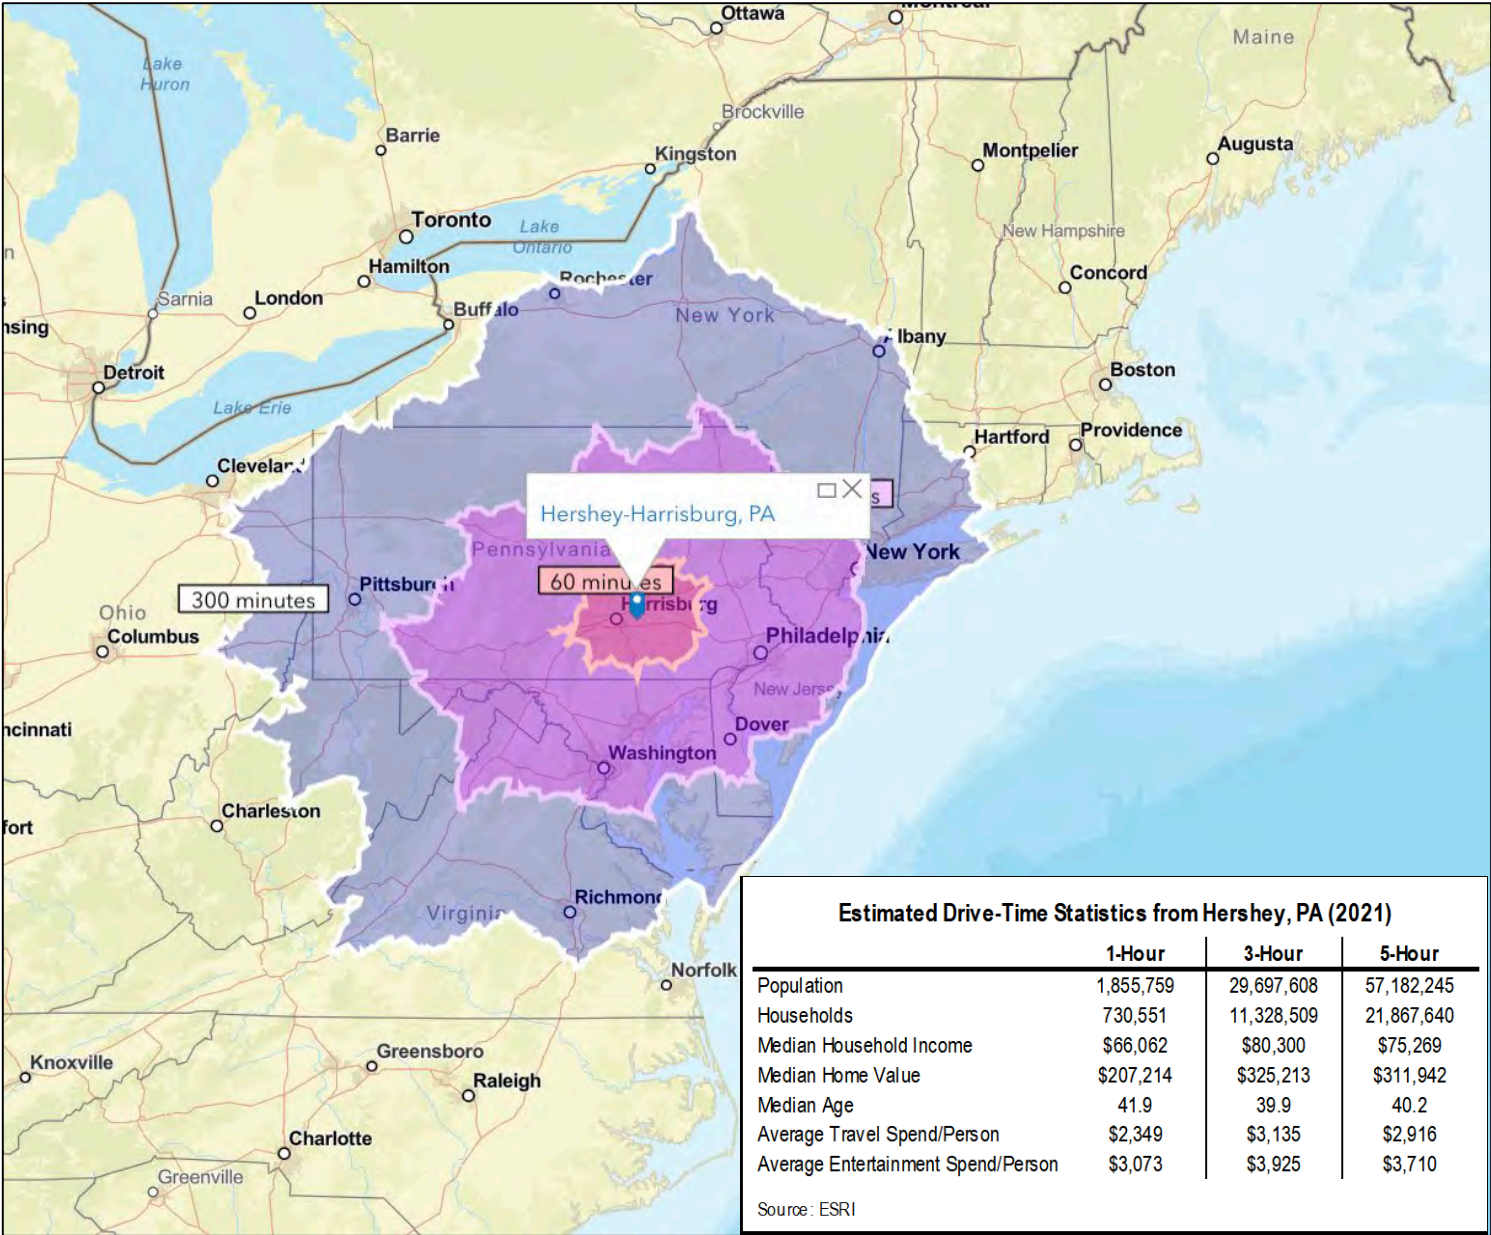 Ottawa
Lake
Huron
Maine
Brockville
Barrie
Kingston
Montpelier
Augusta
Toronto
Lake
Ontario
New Hampshire
Hamilton
Rochester
Concord
Sarnia
London
Buffalo
New York
nsing
Albany
Detroit
Boston
Lake Erie
Hartford
Providence
Cleveland
s
Hershey-Harrisburg, PA
Pennsylvania
New York
60 minutes
Pittsburgh
300 minutes
Harrisburg
Ohio
Columbus
Philadelphia
New Jersey
ncinnati
Dover
Washington
Charleston
fort
Virginia
Richmond
Norfolk
Knoxville
Greensboro
Raleigh
Charlotte
Greenville
Estimated Drive-Time Statistics from Hershey, PA (2021)
1-Hour 3-Hour 5-Hour
Population 1,855,759 29,697,608 57,182,245
Households 730,551 11,328,509 21,867,640
Median Household Income $66,062 $80,300 $75,269
Median Home Value $207,214 $325,213 $311,942
Median Age 41.9 39.9 40.2
Average Travel Spend/Person $2,349 $3,135 $2,916
Average Entertainment Spend/Person $3,073 $3,925 $3,710
Source: ESRI